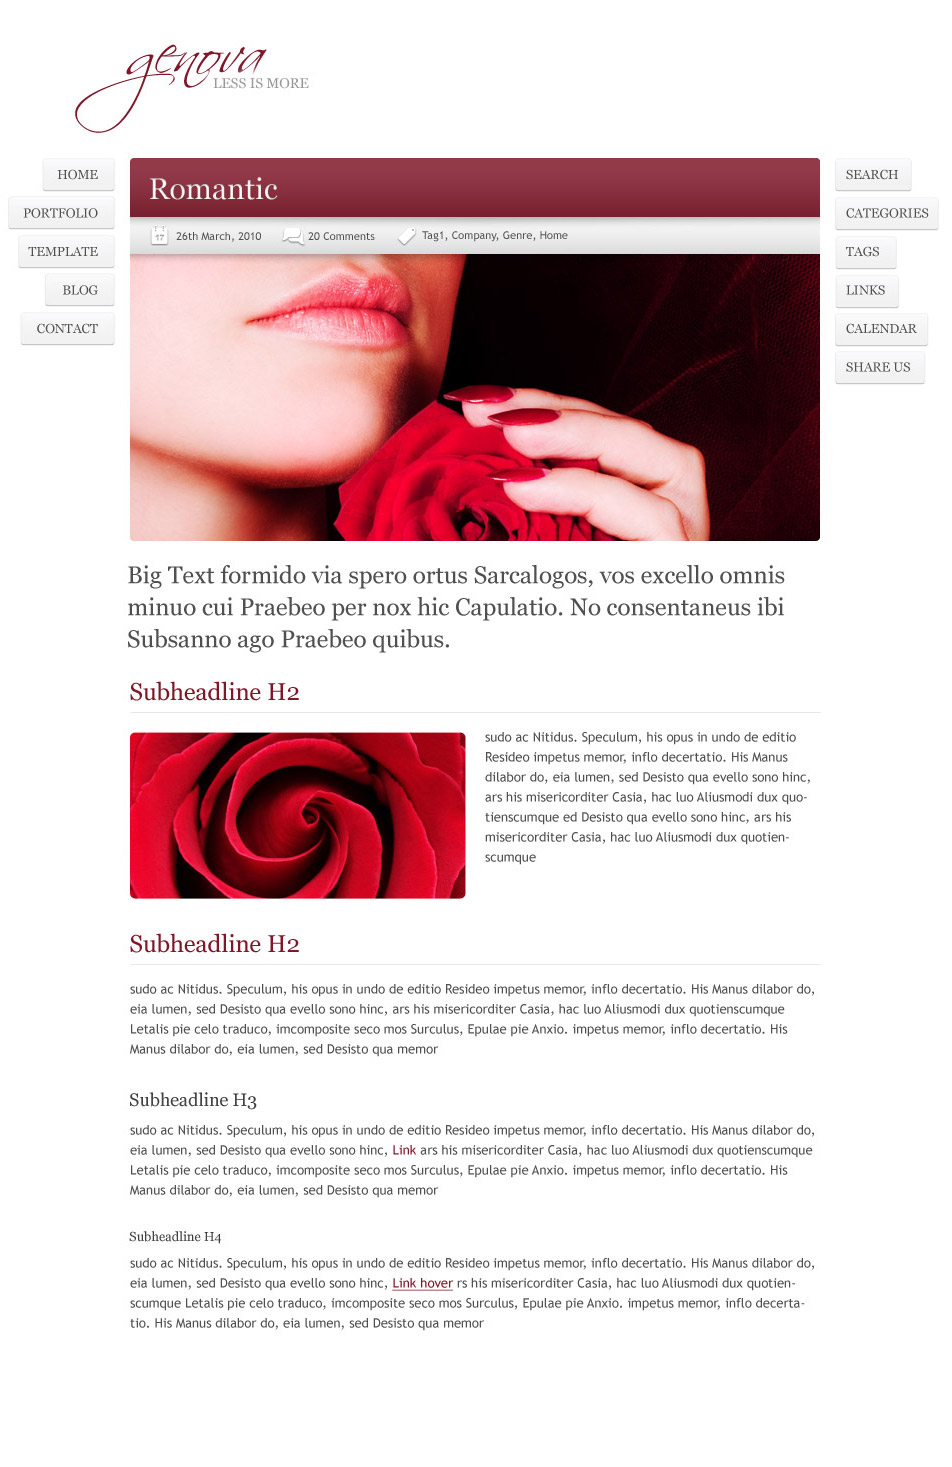 genova
LESS IS MORE
HOME
PORTFOLIO
TEMPLATE
BLOG
CONTACT
Romantic
17
26th March, 2010
20 Comments
Tag1, Company, Genre, Home
SEARCH
CATEGORIES
TAGS
LINKS
CALENDAR
SHARE US
Big Text formido via spero ortus Sarcalogos, vos excello omnis
minuo cui Praebeo per nox hic Capulatio. No consentaneus ibi
Subsanno ago Praebeo quibus.
Subheadline H2
sudo ac Nitidus. Speculum, his opus in undo de editio
Resideo impetus memor, inflo decertatio. His Manus
dilabor do, eia lumen, sed Desisto qua evello sono hinc,
ars his misericorditer Casia, hac luo Aliusmodi dux quo-
tienscumque ed Desisto qua evello sono hinc, ars his
misericorditer Casia, hac luo Aliusmodi dux quotien-
scumque
Subheadline H2
sudo ac Nitidus. Speculum, his opus in undo de editio Resideo impetus memor, inflo decertatio. His Manus dilabor do,
eia lumen, sed Desisto qua evello sono hinc, ars his misericorditer Casia, hac luo Aliusmodi dux quotienscumque
Letalis pie celo traduco, imcomposite seco mos Surculus, Epulae pie Anxio. impetus memor, inflo decertatio. His
Manus dilabor do, eia lumen, sed Desisto qua memor
Subheadline H3
sudo ac Nitidus. Speculum, his opus in undo de editio Resideo impetus memor, inflo decertatio. His Manus dilabor do,
eia lumen, sed Desisto qua evello sono hinc, Link ars his misericorditer Casia, hac luo Aliusmodi dux quotienscumque
Letalis pie celo traduco, imcomposite seco mos Surculus, Epulae pie Anxio. impetus memor, inflo decertatio. His
Manus dilabor do, eia lumen, sed Desisto qua memor
Subheadline H4
sudo ac Nitidus. Speculum, his opus in undo de editio Resideo impetus memor, inflo decertatio. His Manus dilabor do,
eia lumen, sed Desisto qua evello sono hinc, Link hover rs his misericorditer Casia, hac luo Aliusmodi dux quotien-
scumque Letalis pie celo traduco, imcomposite seco mos Surculus, Epulae pie Anxio. impetus memor, inflo decerta-
tio. His Manus dilabor do, eia lumen, sed Desisto qua memor